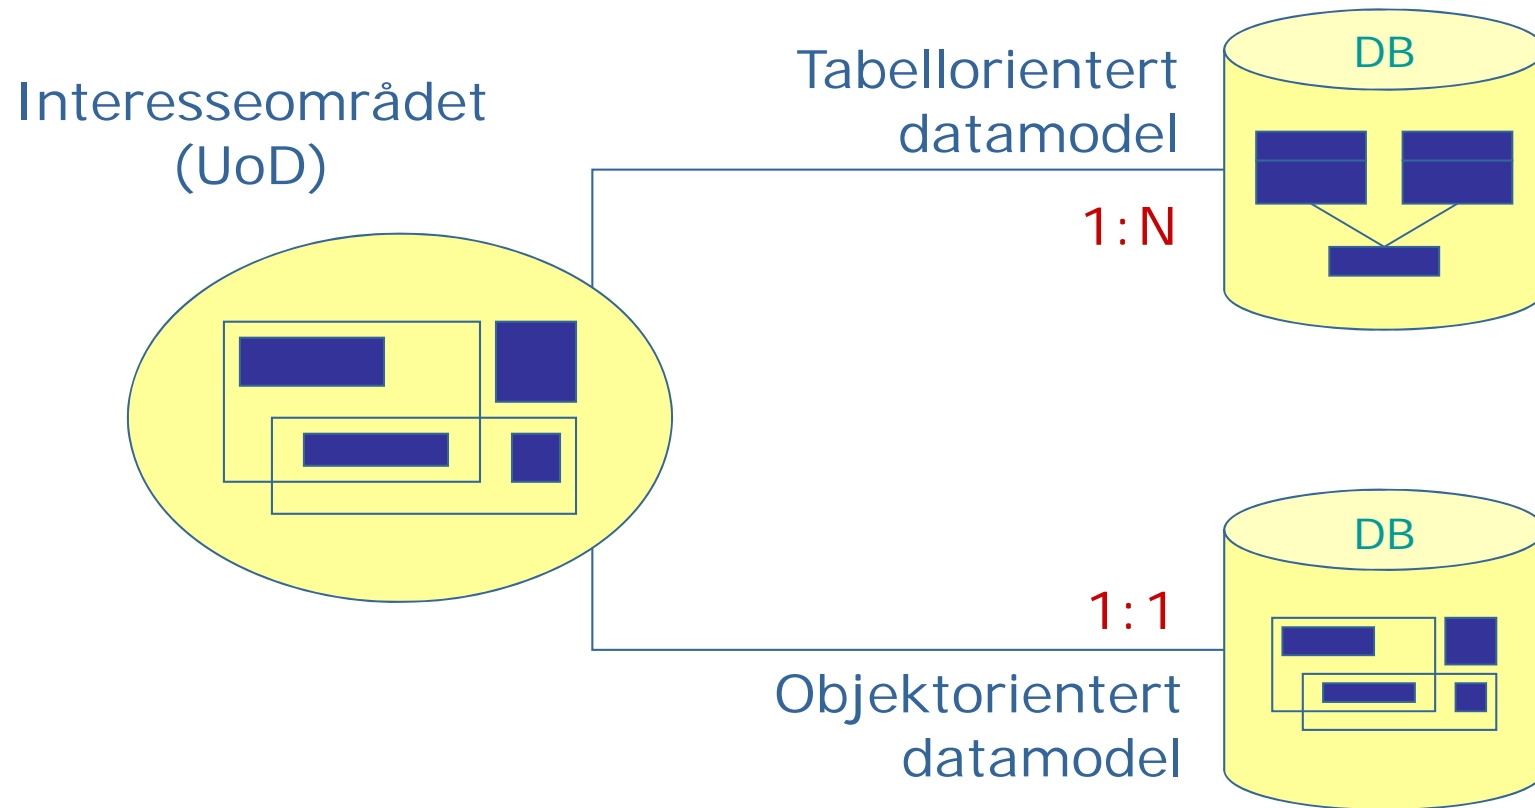 Interesseområdet
(UoD)
Tabellorientert
datamodel
1:N
DB
1:1
Objektorientert
datamodel
DB